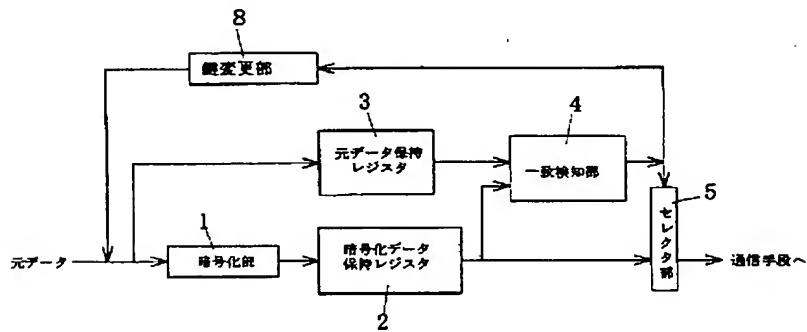 8
鍵変更部
3
元データ保持
レジスタ
4
一致検知部
5
セレクタ部
1
元データ
暗号化部
暗号化データ
保持レジスタ
2
通信手段へ